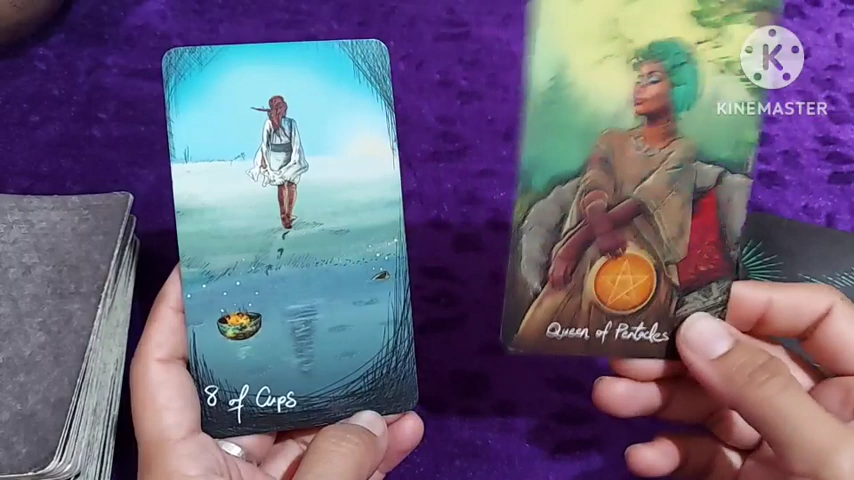 K
KINEMASTER
8 of Cups
Queen of Pentacles